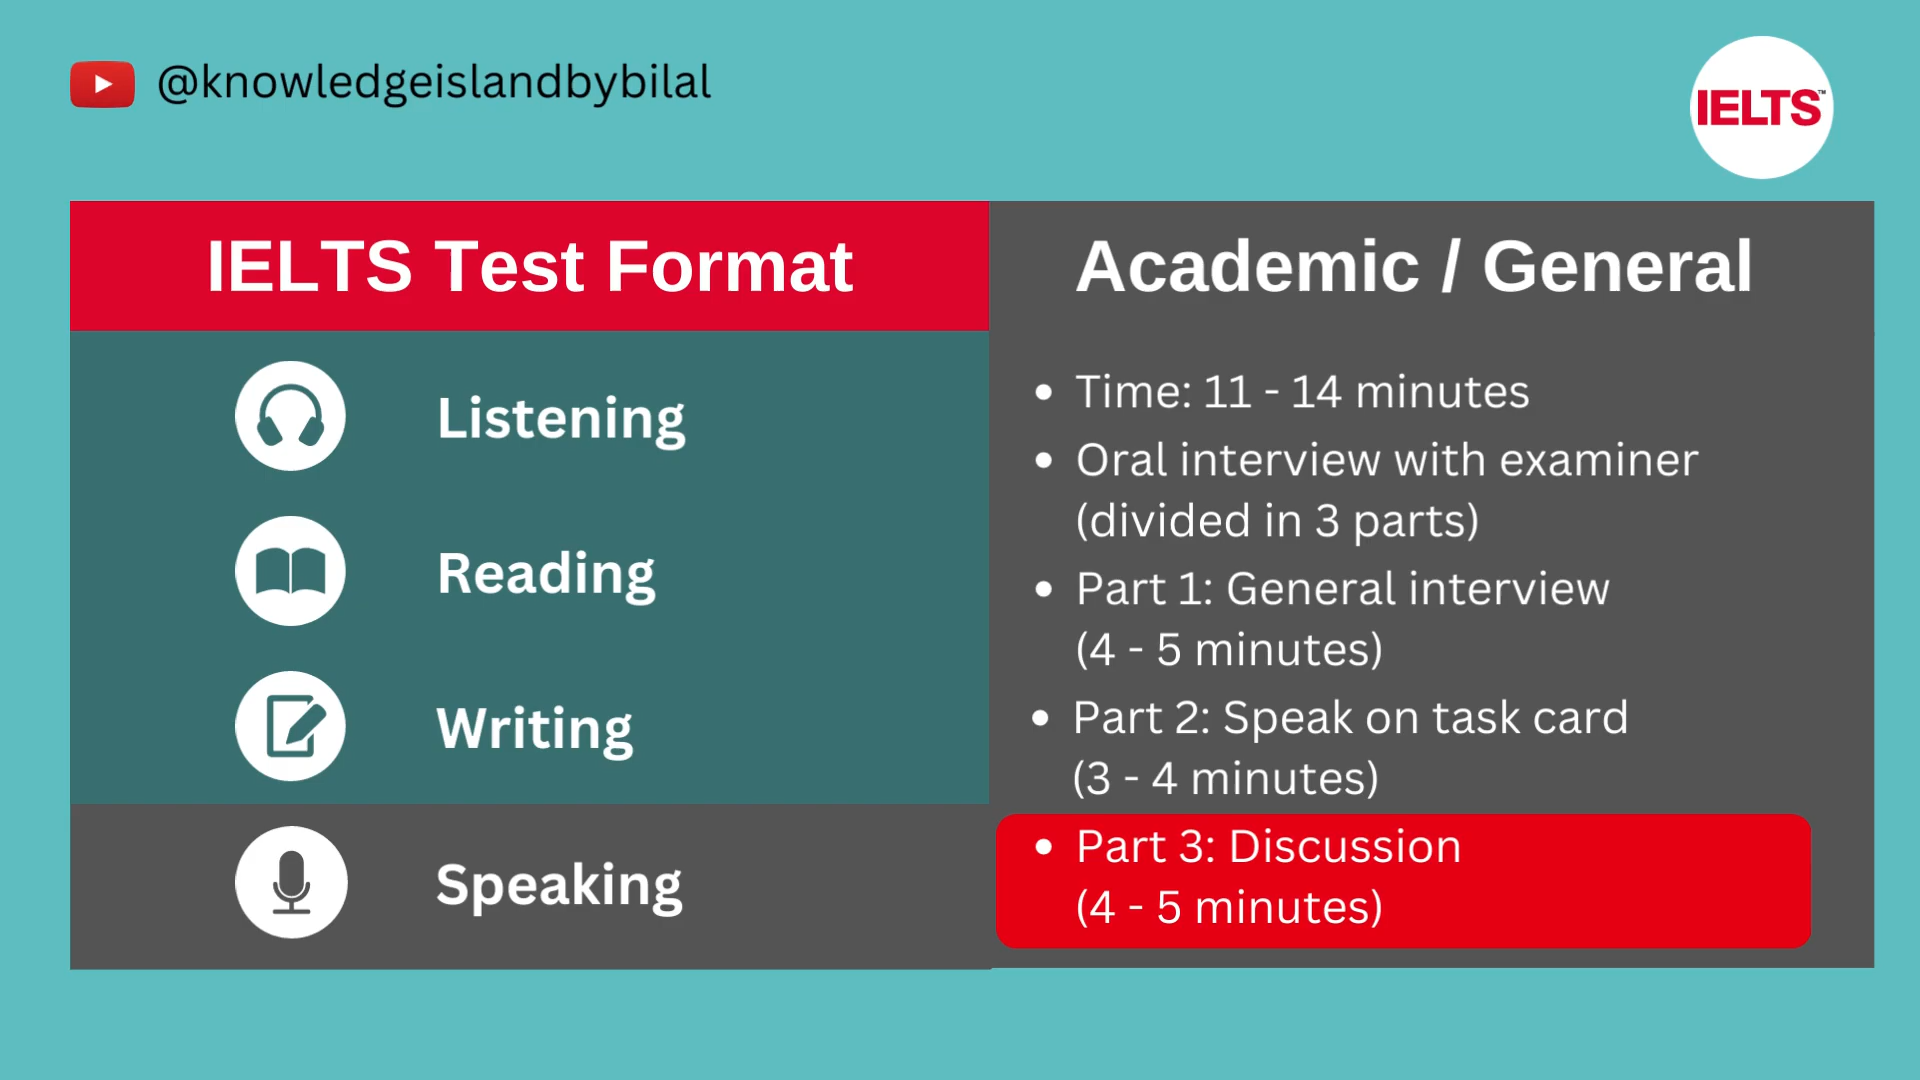 @knowledgeislandbybilal
IELTS™
IELTS Test Format
Academic / General
Listening
Reading
Writing
Speaking
• Time: 11 - 14 minutes
• Oral interview with examiner
(divided in 3 parts)
• Part 1: General interview
(4 - 5 minutes)
• Part 2: Speak on task card
(3 - 4 minutes)
• Part 3: Discussion
(4 - 5 minutes)